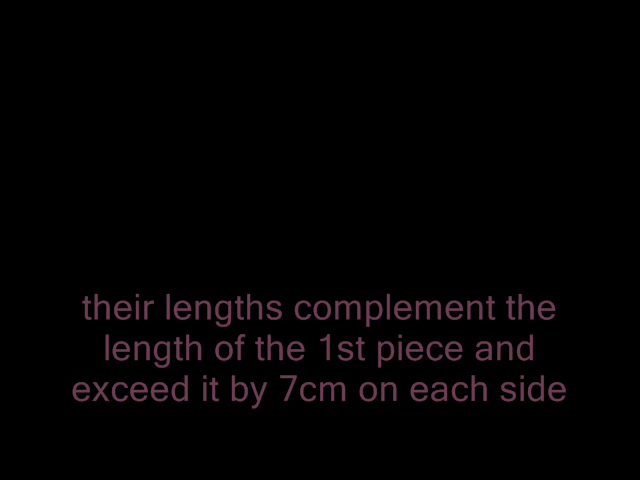 their lengths complement the
length of the 1st piece and
exceed it by 7cm on each side